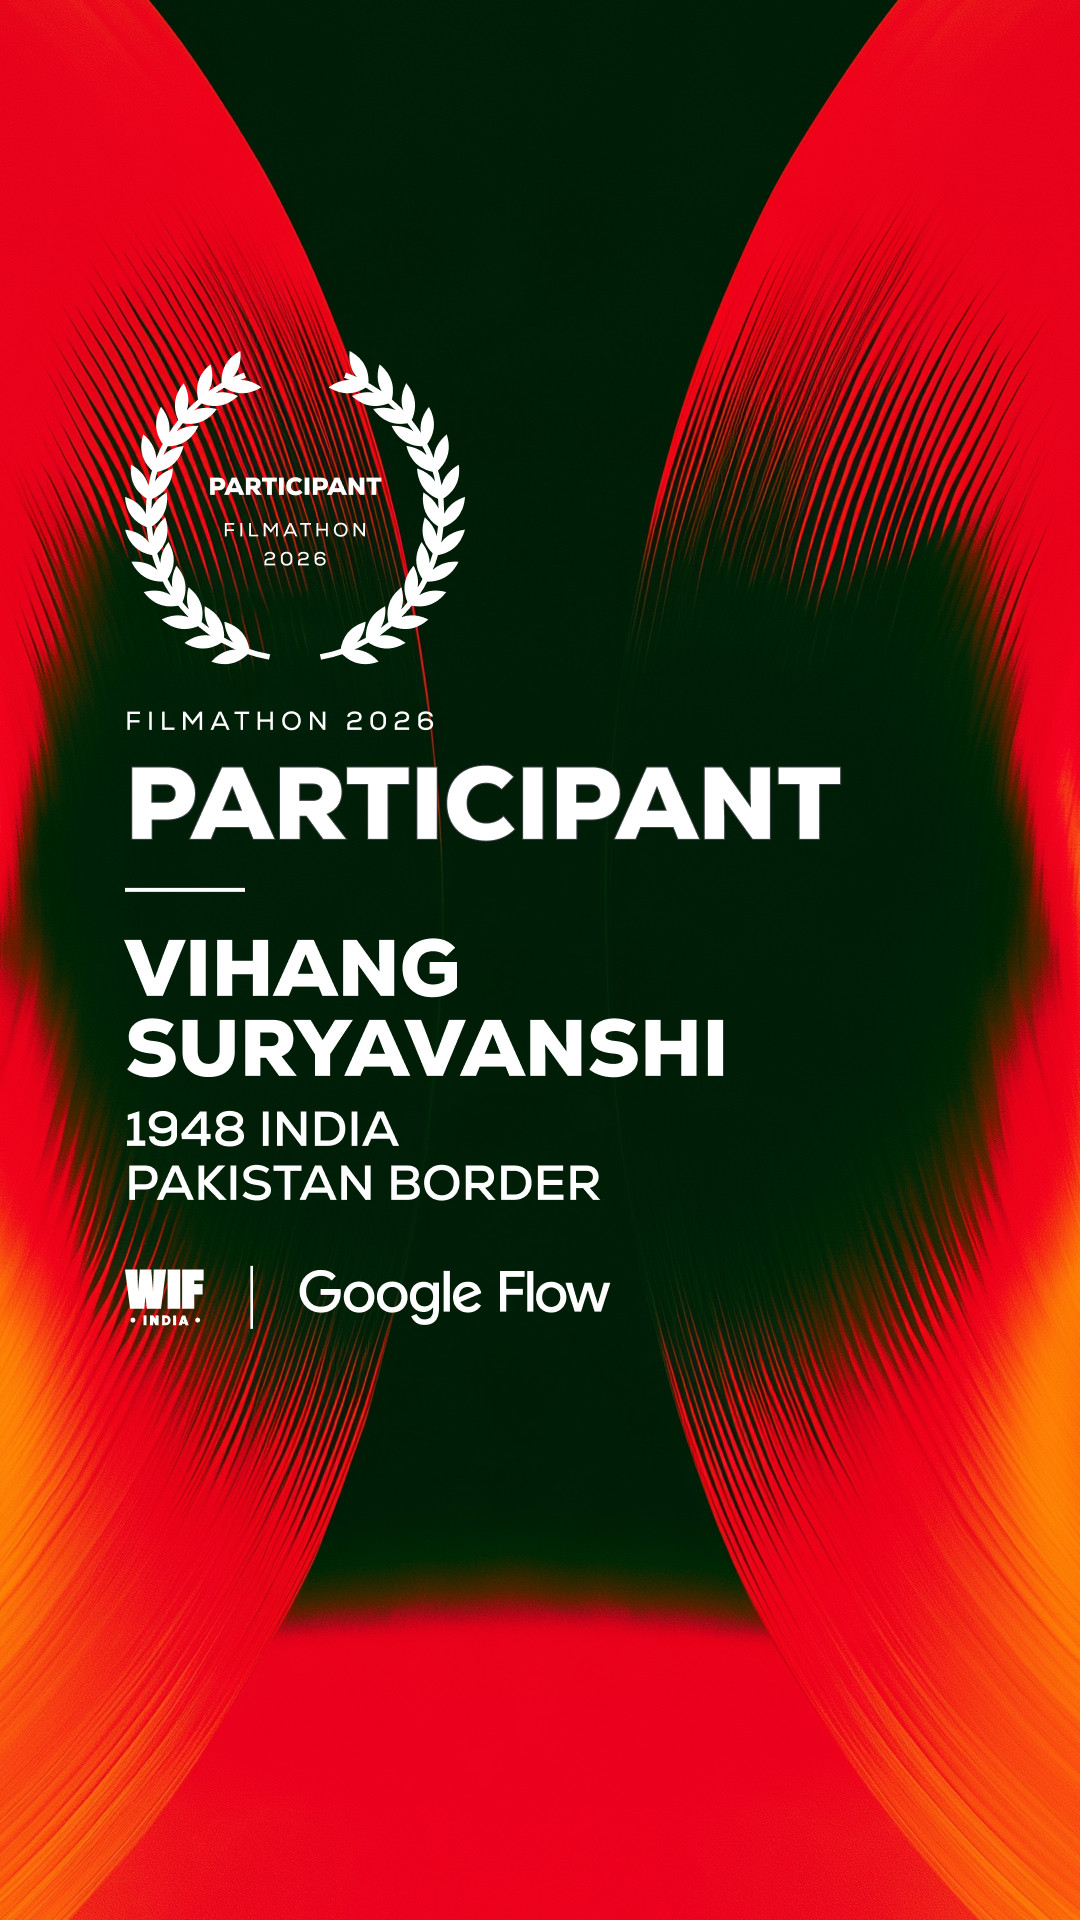 PARTICIPANT
FILMATHON
2026
FILMATHON 2026
PARTICIPANT
VIHANG
SURYAVANSHI
1948 INDIA
PAKISTAN BORDER
WIF
• INDIA •
Google Flow